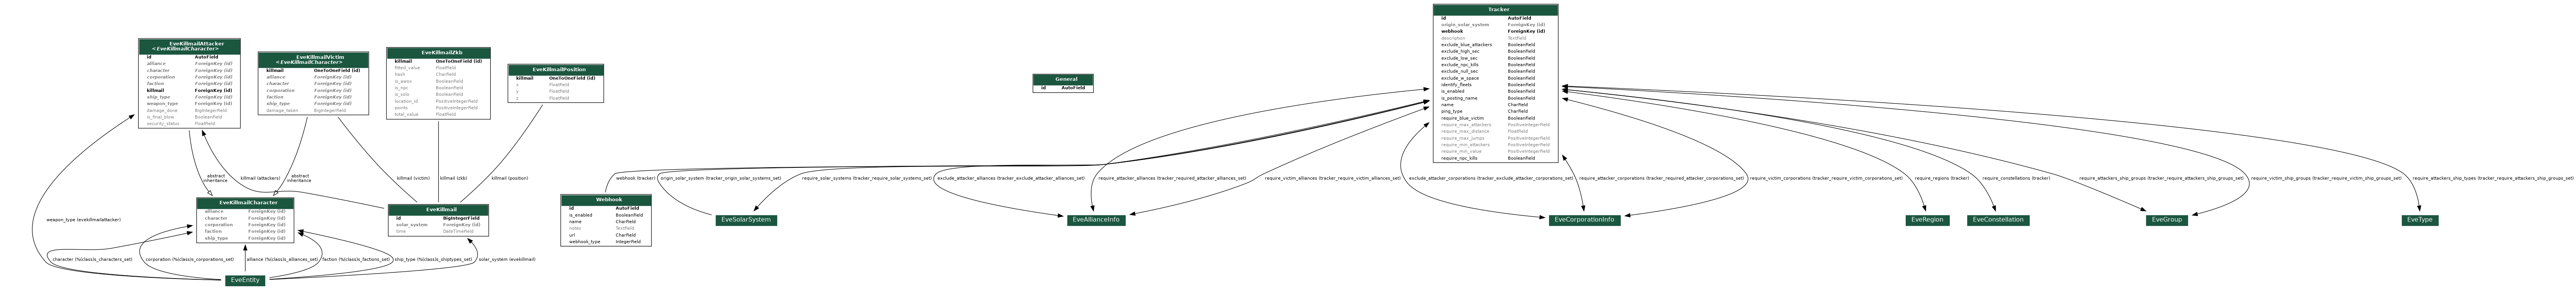 Tracker
id AutoField
origin_solar_system ForeignKey (id)
webhook ForeignKey (id)
description TextField
exclude_blue_attackers BooleanField
exclude_high_sec BooleanField
exclude_low_sec BooleanField
exclude_npc_kills BooleanField
exclude_null_sec BooleanField
exclude_w_space BooleanField
identify_fleets BooleanField
is_enabled BooleanField
is_posting_name BooleanField
name CharField
ping_type CharField
require_blue_victim BooleanField
require_max_attackers PositiveIntegerField
require_max_distance FloatField
require_max_jumps PositiveIntegerField
require_min_attackers PositiveIntegerField
require_min_value PositiveIntegerField
require_npc_kills BooleanField
EveKillmailAttacker
<EveKillmailCharacter>
id AutoField
alliance ForeignKey (id)
character ForeignKey (id)
corporation ForeignKey (id)
faction ForeignKey (id)
killmail ForeignKey (id)
ship_type ForeignKey (id)
weapon_type ForeignKey (id)
damage_done BigIntegerField
is_final_blow BooleanField
security_status FloatField
EveKillmailVictim
<EveKillmailCharacter>
killmail OneToOneField (id)
alliance ForeignKey (id)
character ForeignKey (id)
corporation ForeignKey (id)
faction ForeignKey (id)
ship_type ForeignKey (id)
damage_taken BigIntegerField
EveKillmailZkb
killmail OneToOneField (id)
fitted_value FloatField
hash CharField
is_awox BooleanField
is_npc BooleanField
is_solo BooleanField
location_id PositiveIntegerField
points PositiveIntegerField
total_value FloatField
EveKillmailPosition
killmail OneToOneField (id)
x FloatField
y FloatField
z FloatField
General
id AutoField
abstract
inheritance
killmail (attackers)
abstract
inheritance
killmail (victim)
killmail (zkb)
killmail (position)
webhook (tracker)
origin_solar_system (tracker_origin_solar_systems_set)
require_solar_systems (tracker_require_solar_systems_set)
exclude_attacker_alliances (tracker_exclude_attacker_alliances_set)
require_attacker_alliances (tracker_required_attacker_alliances_set)
require_victim_alliances (tracker_require_victim_alliances_set)
exclude_attacker_corporations (tracker_exclude_attacker_corporations_set)
require_attacker_corporations (tracker_required_attacker_corporations_set)
require_victim_corporations (tracker_require_victim_corporations_set)
require_regions (tracker)
require_constellations (tracker)
require_attackers_ship_groups (tracker_require_attackers_ship_groups_set)
require_victim_ship_groups (tracker_require_victim_ship_groups_set)
require_attackers_ship_types (tracker_require_attackers_ship_groups_set)
EveKillmailCharacter
alliance ForeignKey (id)
character ForeignKey (id)
corporation ForeignKey (id)
faction ForeignKey (id)
ship_type ForeignKey (id)
EveKillmail
id BigIntegerField
solar_system ForeignKey (id)
time DateTimeField
Webhook
id AutoField
is_enabled BooleanField
name CharField
notes TextField
url CharField
webhook_type IntegerField
EveSolarSystem
EveAllianceInfo
EveCorporationInfo
EveRegion
EveConstellation
EveGroup
EveType
weapon_type (evekillmailattacker)
character (%(class)s_characters_set)
corporation (%(class)s_corporations_set)
alliance (%(class)s_alliances_set)
faction (%(class)s_factions_set)
ship_type (%(class)s_shiptypes_set)
solar_system (evekillmail)
EveEntity